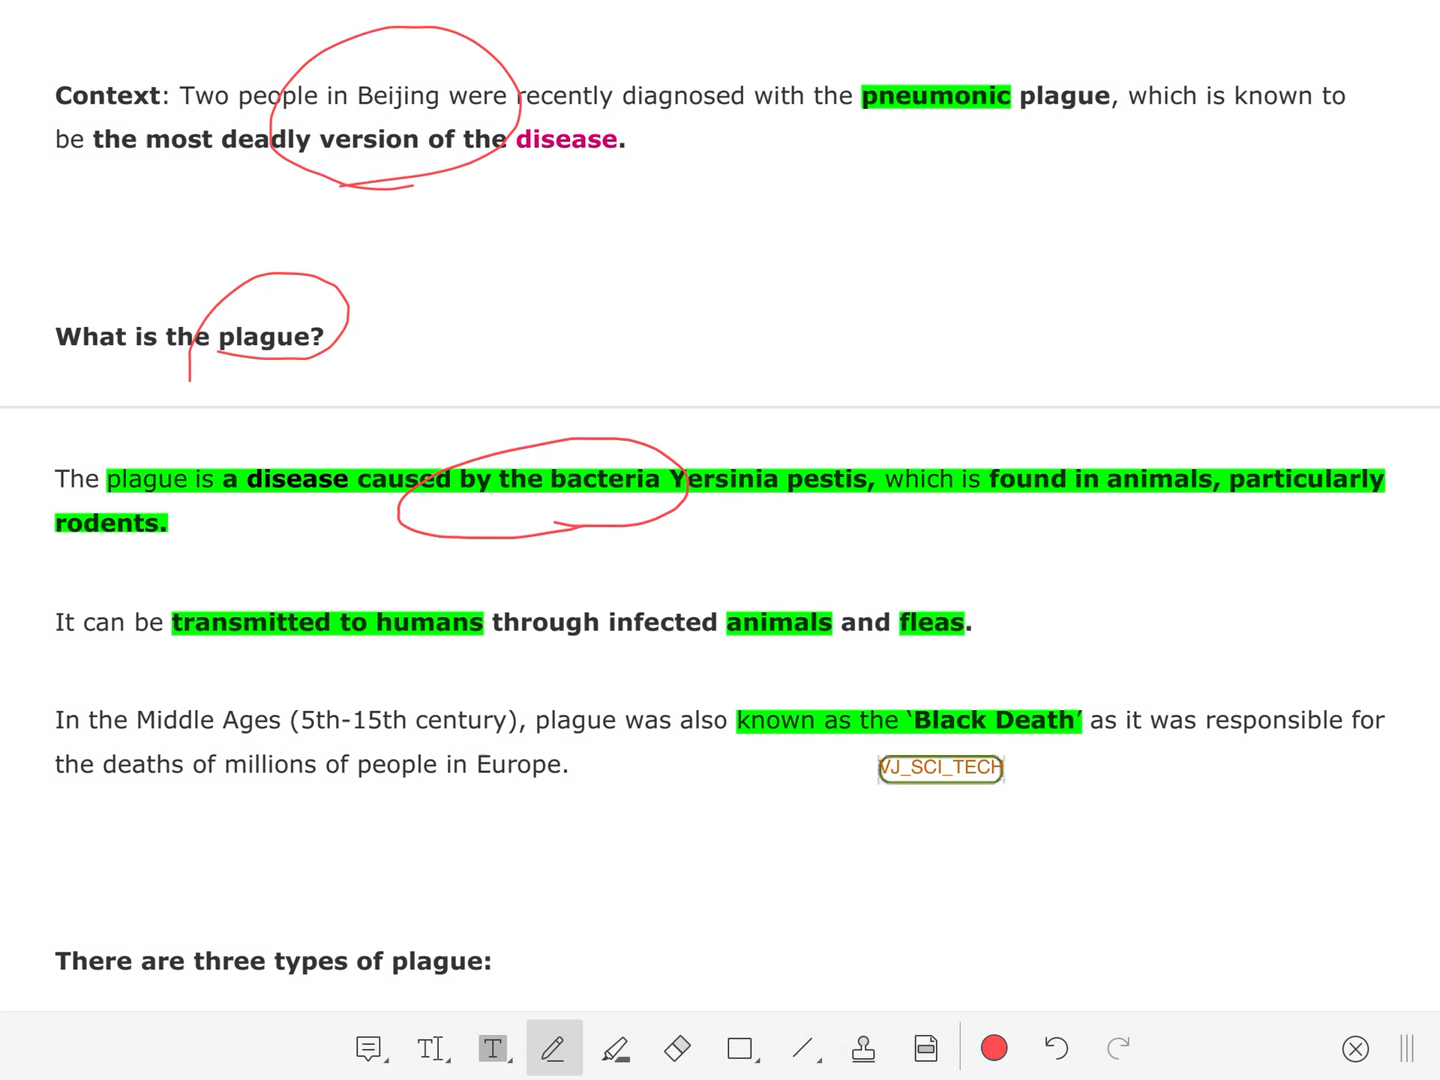 Context: Two people in Beijing were recently diagnosed with the pneumonic plague, which is known to
be the most deadly version of the disease.
What is the plague?
The plague is a disease caused by the bacteria Yersinia pestis, which is found in animals, particularly
rodents.
It can be transmitted to humans through infected animals and fleas.
In the Middle Ages (5th-15th century), plague was also known as the ‘Black Death’ as it was responsible for
the deaths of millions of people in Europe.
VJ_SCI_TECH
There are three types of plague: